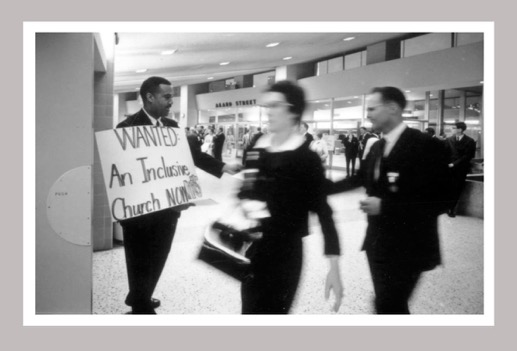 GRAND STREET
WANTED:
An Inclusive
Church NOW